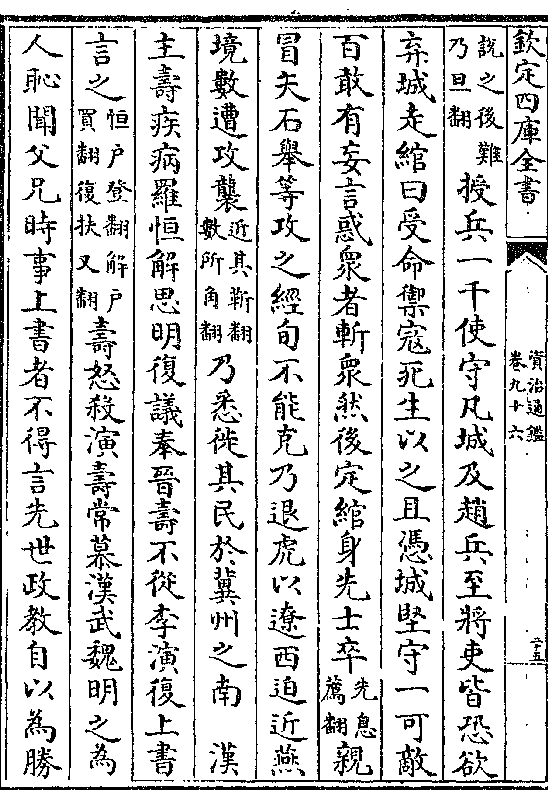 欽定四庫全書
資治通鑑
卷九十六
二十五
說之後難
乃旦翻
授兵一千使守凡城及趙兵至將吏皆恐欲
棄城走綰曰受命禦寇死生以之且憑城堅守一可敵
百敢有妄言惑衆者斬衆然後定綰身先士卒
先息
薦翻
親
冒矢石舉等攻之經旬不能克乃退虎以遼西迫近燕
境數遭攻襲
近其靳翻
數所角翻
乃悉徙其民於冀州之南　漢
主壽疾病羅恒解思明復議奉晉壽不從李演復上書
言之
恒户登翻解户
買翻復扶又翻
壽怒殺演壽常慕漢武魏明之為
人恥聞父兄時事上書者不得言先世政教自以為勝